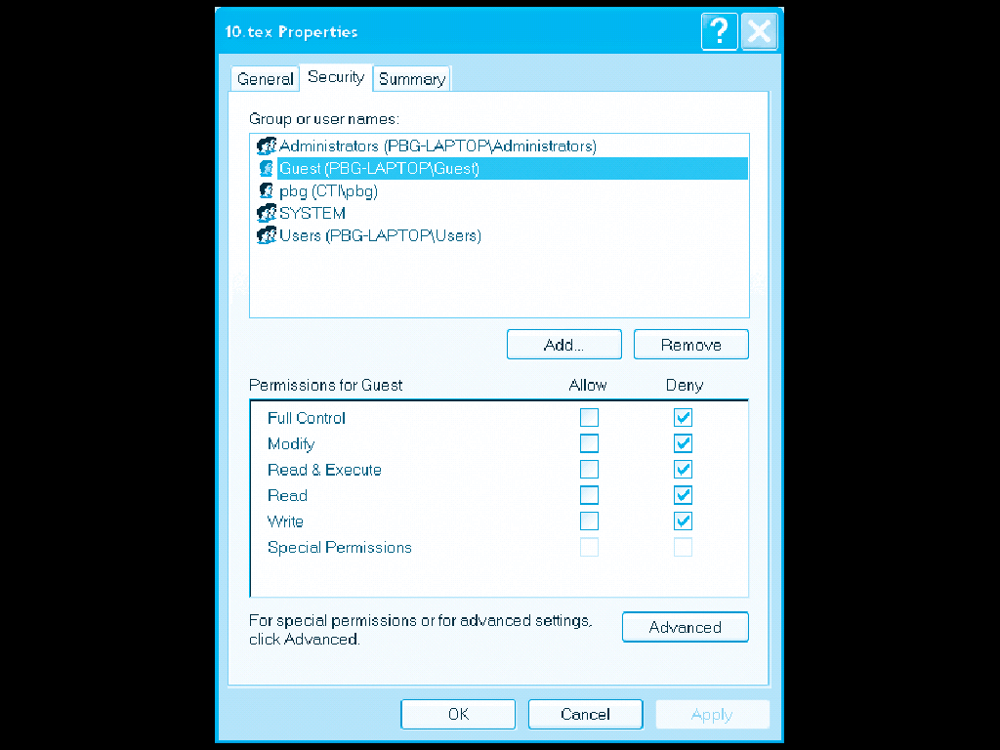 10.tex Properties
?
General Security Summary
Group or user names:
Administrators (PBG-LAPTOP\Administrators)
Guest (PBG-LAPTOP\Guest)
pbg (CTI\pbg)
SYSTEM
Users (PBG-LAPTOP\Users)
Add... Remove
Permissions for Guest Allow Deny
Full Control
Modify
Read & Execute
Read
Write
Special Permissions
For special permissions or for advanced settings,
click Advanced.
Advanced
OK Cancel Apply